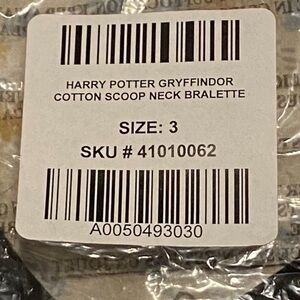 HARRY POTTER GRYFFINDOR
COTTON SCOOP NECK BRALETTE
SIZE: 3
SKU # 41010062
A0050493030